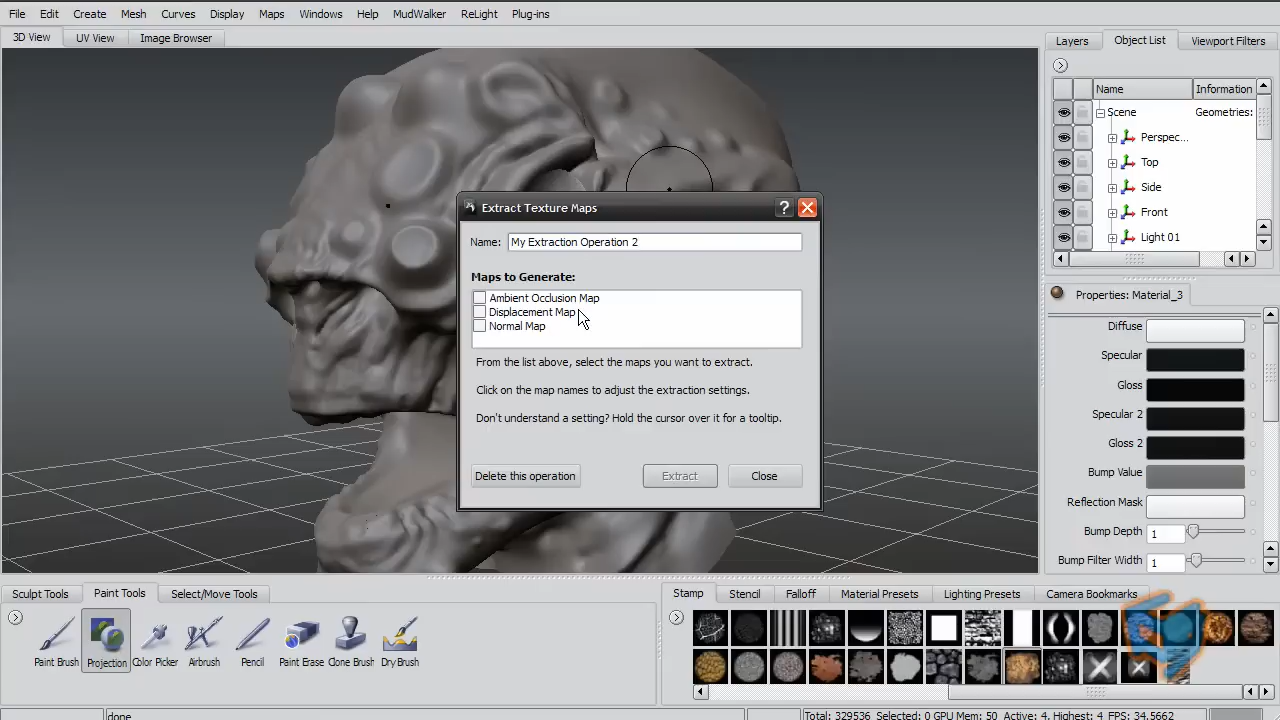 File Edit Create Mesh Curves Display Maps Windows Help MudWalker ReLight Plug-ins
3D View UV View Image Browser
Layers Object List Viewport Filters
Name Information
Scene Geometries:
Perspec...
Top
Side
Front
Light 01
Extract Texture Maps
Name: My Extraction Operation 2
Maps to Generate:
Ambient Occlusion Map
Displacement Map
Normal Map
From the list above, select the maps you want to extract.
Click on the map names to adjust the extraction settings.
Don't understand a setting? Hold the cursor over it for a tooltip.
Delete this operation Extract Close
Properties: Material_3
Diffuse
Specular
Gloss
Specular 2
Gloss 2
Bump Value
Reflection Mask
Bump Depth 1
Bump Filter Width 1
Sculpt Tools Paint Tools Select/Move Tools
Paint Brush Projection Color Picker Airbrush Pencil Paint Erase Clone Brush Dry Brush
Stamp Stencil Falloff Material Presets Lighting Presets Camera Bookmarks
done
Total: 329536 Selected: 0 GPU Mem: 50 Active: 4, Highest: 4 FPS: 34.5662